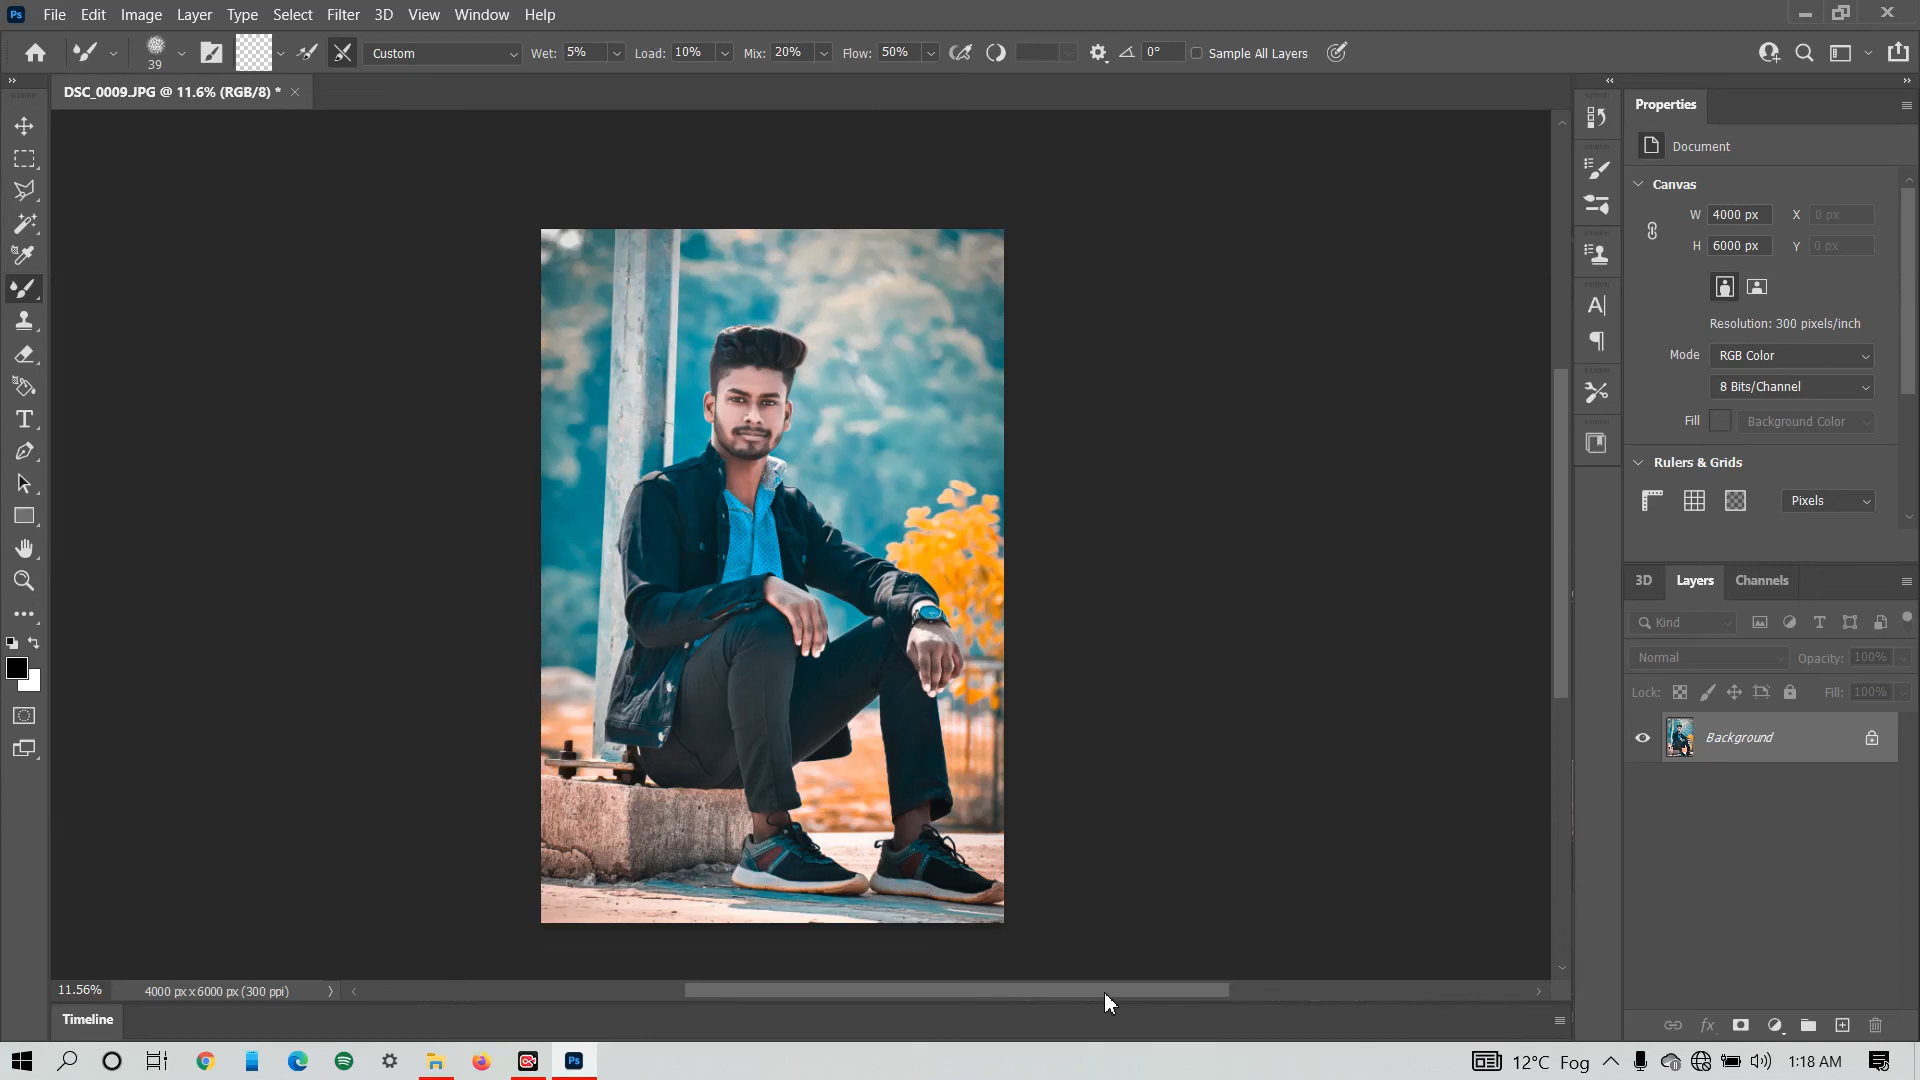 Ps File Edit Image Layer Type Select Filter 3D View Window Help
39 Custom Wet: 5% Load: 10% Mix: 20% Flow: 50% 0° Sample All Layers
DSC_0009.JPG @ 11.6% (RGB/8) *
Properties
Document
Canvas
W 4000 px X 0 px
H 6000 px Y 0 px
Resolution: 300 pixels/inch
Mode RGB Color
8 Bits/Channel
Fill Background Color
Rulers & Grids
Pixels
3D Layers Channels
Kind
Normal Opacity: 100%
Lock: Fill: 100%
Background
11.56% 4000 px x 6000 px (300 ppi)
Timeline
Ps 12°C Fog 1:18 AM